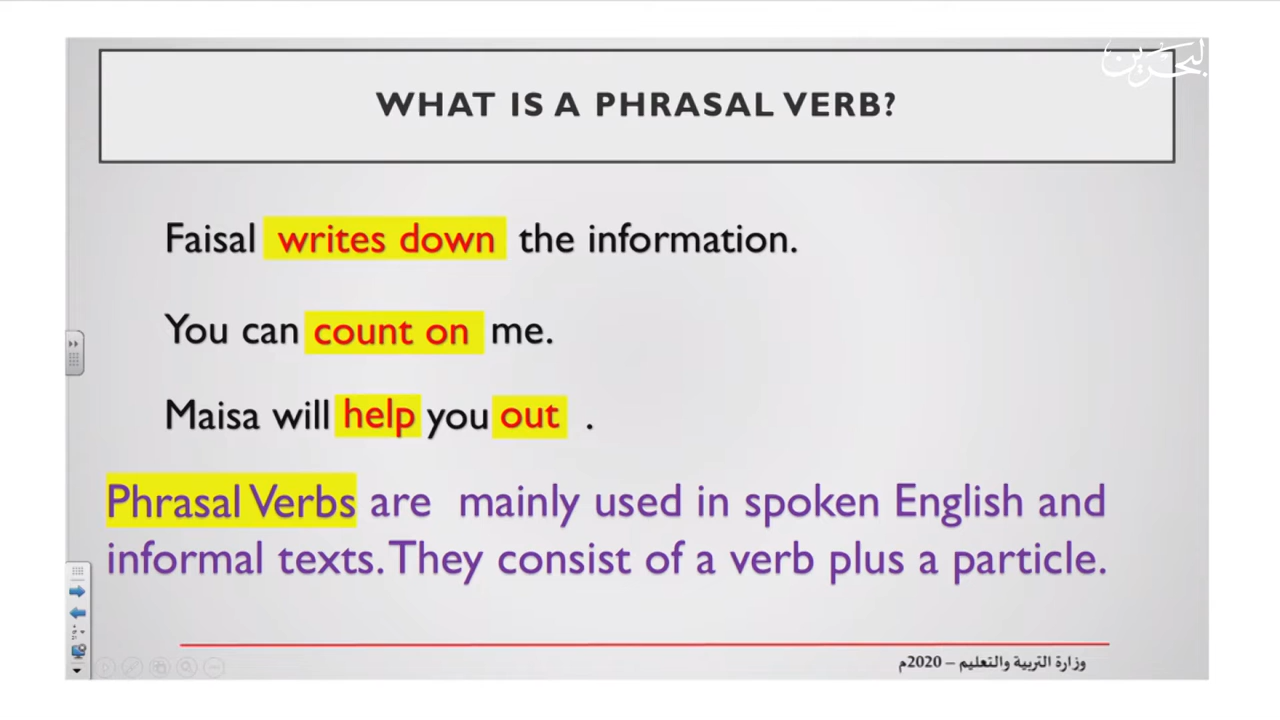 البحرين
WHAT IS A PHRASAL VERB?
Faisal writes down the information.
You can count on me.
Maisa will help you out .
Phrasal Verbs are mainly used in spoken English and
informal texts. They consist of a verb plus a particle.
وزارة التربية والتعليم – 2020م